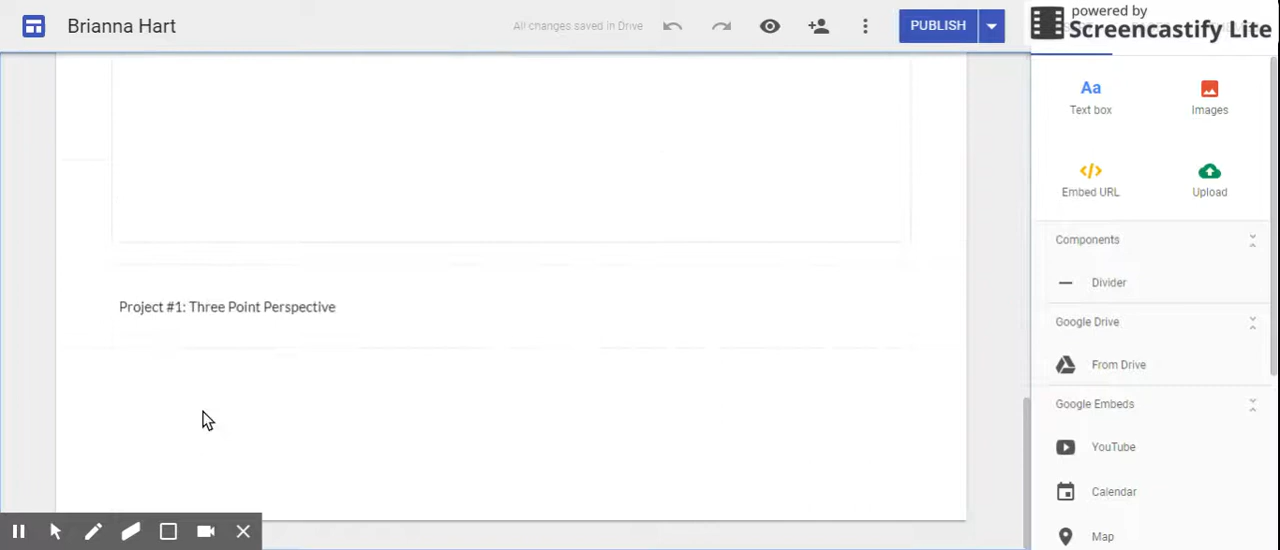 powered by
Screencastify Lite
Brianna Hart
All changes saved in Drive
PUBLISH
Aa
Text box
Images
Embed URL
Upload
Components
Divider
Project #1: Three Point Perspective
Google Drive
From Drive
Google Embeds
YouTube
Calendar
Map